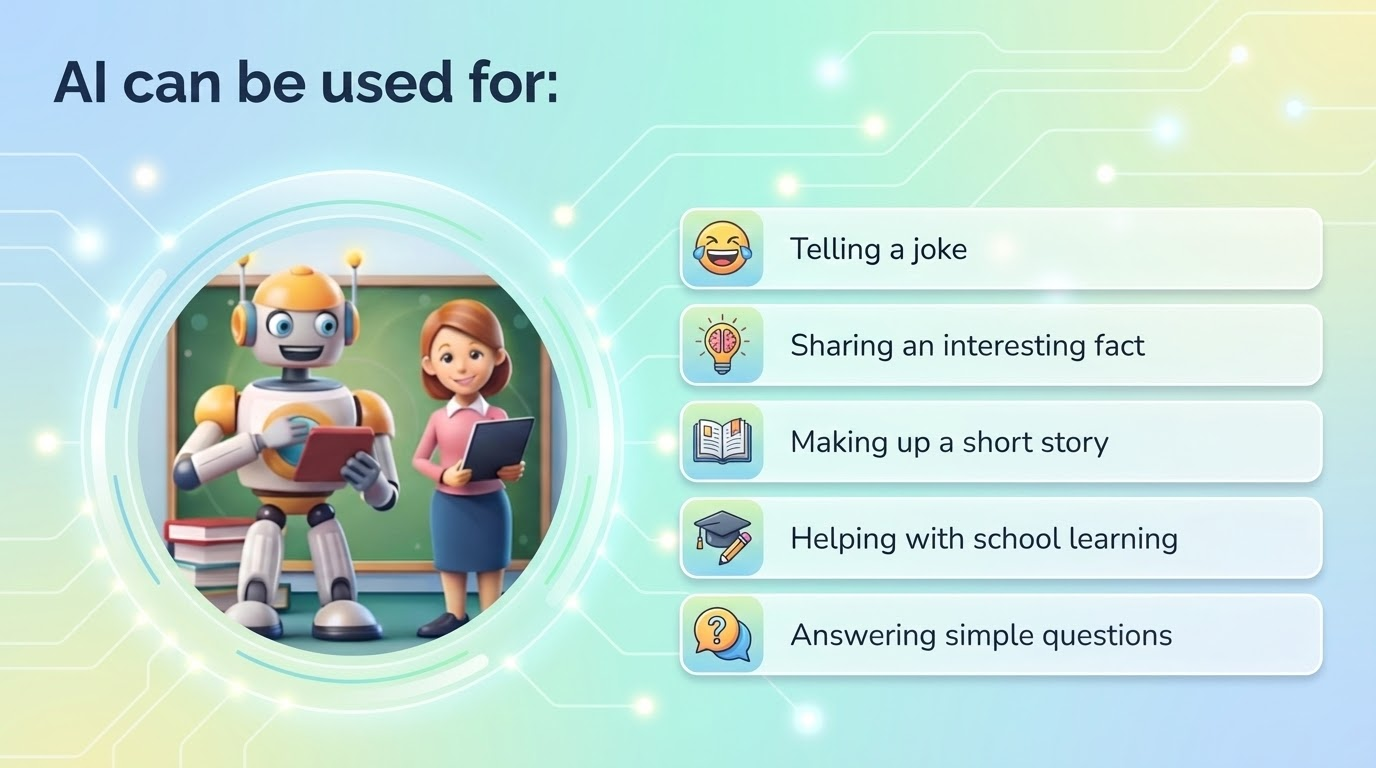 AI can be used for:
Telling a joke
Sharing an interesting fact
Making up a short story
Helping with school learning
?
Answering simple questions